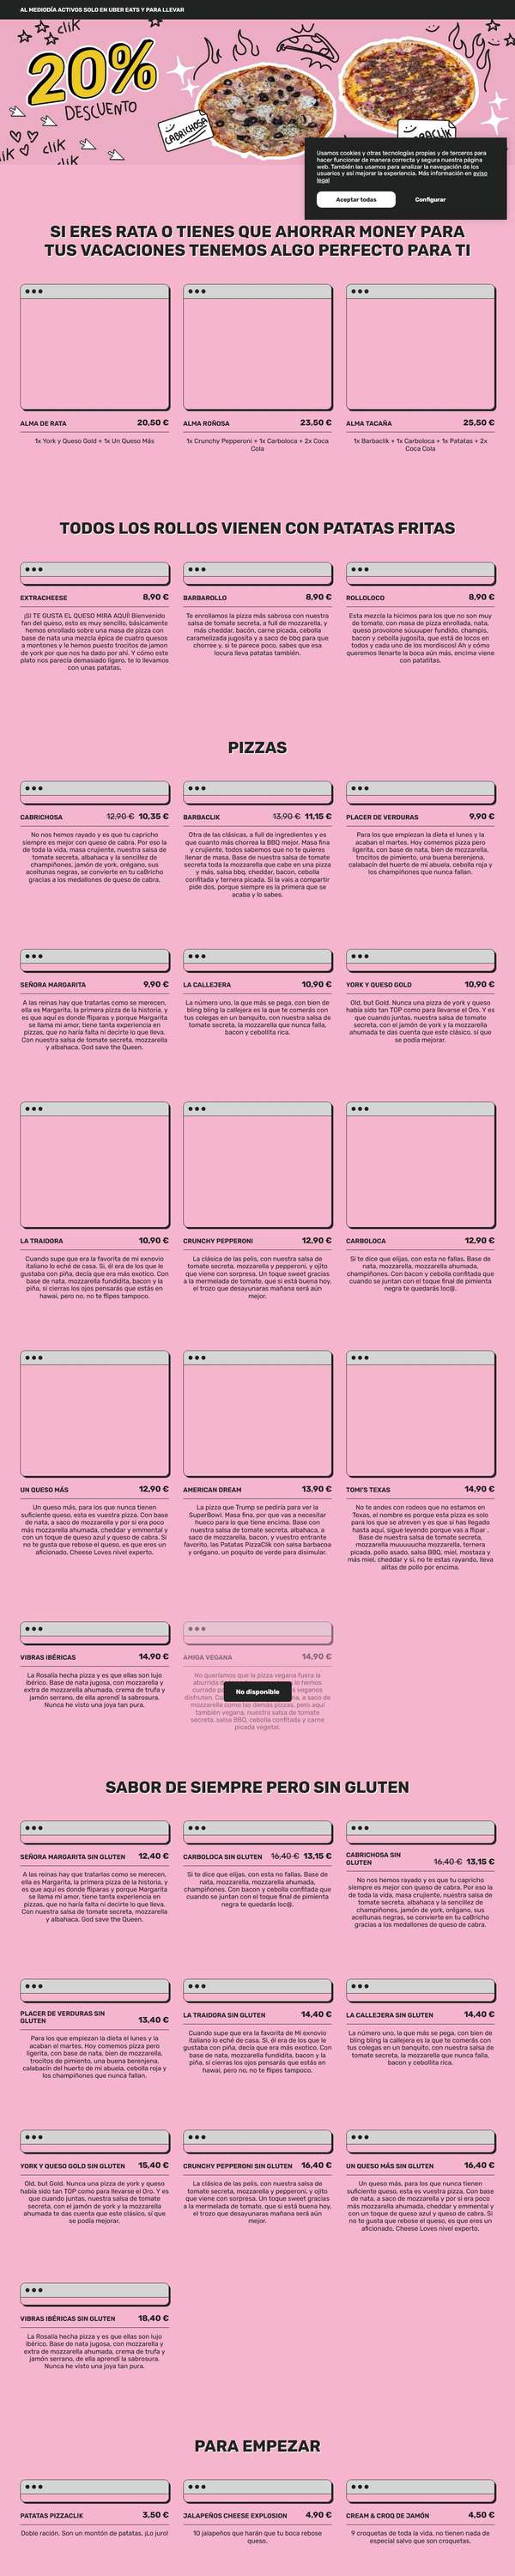 AL MEDIODÍA ACTIVOS SOLO EN UBER EATS Y PARA LLEVAR
cliK
20%
DESCUENTO
CABRICHOSA
BARBACLIK
Usamos cookies y otras tecnologías propias y de terceros para
hacer funcionar de manera correcta y segura nuestra página
web. También las usamos para analizar la navegación de los
usuarios y así mejorar la experiencia. Más información en aviso
legal
Aceptar todas
Configurar
SI ERES RATA O TIENES QUE AHORRAR MONEY PARA
TUS VACACIONES TENEMOS ALGO PERFECTO PARA TI
ALMA DE RATA 20,50 €
1x York y Queso Gold + 1x Un Queso Más
ALMA ROÑOSA 23,50 €
1x Crunchy Pepperoni + 1x Carboloca + 2x Coca
Cola
ALMA TACAÑA 25,50 €
1x Barbaclik + 1x Carboloca + 1x Patatas + 2x
Coca Cola
TODOS LOS ROLLOS VIENEN CON PATATAS FRITAS
EXTRACHEESE 8,90 €
¡SI TE GUSTA EL QUESO MIRA AQUÍ! Bienvenido
fan del queso, esto es muy sencillo, básicamente
hemos enrollado sobre una masa de pizza con
base de nata una mezcla épica de cuatro quesos
a montones y le hemos puesto trocitos de jamon
de york por que nos ha dado por ahí. Y cómo este
plato nos parecía demasiado ligero, te lo llevamos
con unas patatas.
BARBAROLLO 8,90 €
Te enrollamos la pizza más sabrosa con nuestra
salsa de tomate secreta, a full de mozzarella, y
más cheddar, bacón, carne picada, cebolla
caramelizada juguosta y a saco de bbq para que
chorree y, si te parece poco, sabes que esa
locura lleva patatas también.
ROLLOLOCO 8,90 €
Esta mezcla la hicimos para los que no son muy
de tomate, con masa de pizza enrollada, nata,
queso provolone súuuuper fundido, champis,
bacon y cebolla jugosita, que está de locos en
todos y cada uno de los mordiscos! Ah y cómo
queremos llenarte la boca aún más, encima viene
con patatitas.
PIZZAS
CABRICHOSA 12,90 € 10,35 €
No nos hemos rayado y es que tu capricho
siempre es mejor con queso de cabra. Por eso la
de toda la vida, masa crujiente, nuestra salsa de
tomate secreta, albahaca y la sencillez de
champiñones, jamón de york, orégano, sus
aceitunas negras, se convierte en tu caBricho
gracias a los medallones de queso de cabra.
BARBACLIK 13,90 € 11,15 €
Otra de las clásicas, a full de ingredientes y es
que cuanto más chorrea la BBQ mejor. Masa fina
y crujiente, todos sabemos que no te quieres
llenar de masa. Base de nuestra salsa de tomate
secreta toda la mozzarella que cabe en una pizza
y más, salsa bbq, cheddar, bacon, cebolla
confitada y ternera picada. Si la vais a compartir
pide dos, porque siempre es la primera que se
acaba y lo sabes.
PLACER DE VERDURAS 9,90 €
Para los que empiezan la dieta el lunes y la
acaban el martes. Hoy comemos pizza pero
ligerita, con base de nata, bien de mozzarella,
trocitos de pimiento, una buena berenjena,
calabacín del huerto de mi abuela, cebolla roja y
los champiñones que nunca fallan.
SEÑORA MARGARITA 9,90 €
A las reinas hay que tratarlas como se merecen,
ella es Margarita, la primera pizza de la historia, y
es que aquí es donde fliparas y porque Margarita
se llama mi amor, tiene tanta experiencia en
pizzas, que no haría falta ni decirte lo que lleva.
Con nuestra salsa de tomate secreta, mozzarella
y albahaca. God save the Queen.
LA CALLEJERA 10,90 €
La número uno, la que más se pega, con bien de
bling bling la callejera es la que te comerás con
tus colegas en un banquito, con nuestra salsa de
tomate secreta, la mozzarella que nunca falla,
bacon y cebollita rica.
YORK Y QUESO GOLD 10,90 €
Old, but Gold. Nunca una pizza de york y queso
había sido tan TOP como para llevarse el Oro. Y es
que cuando juntas, nuestra salsa de tomate
secreta, con el jamón de york y la mozzarella
ahumada te das cuenta que este clásico, sí que
se podía mejorar.
LA TRAIDORA 10,90 €
Cuando supe que era la favorita de mi exnovio
italiano lo eché de casa. Si, él era de los que le
gustaba con piña, decía que era más exotico. Con
base de nata, mozzarella fundidita, bacon y la
piña, si cierras los ojos pensarás que estás en
hawai, pero no, no te flipes tampoco.
CRUNCHY PEPPERONI 12,90 €
La clásica de las pelis, con nuestra salsa de
tomate secreta, mozzarella y pepperoni, y ojito
que viene con sorpresa. Un toque sweet gracias
a la mermelada de tomate, que si está buena hoy,
el trozo que desayunaras mañana será aún
mejor.
CARBOLOCA 12,90 €
Si te dice que elijas, con esta no fallas. Base de
nata, mozzarella, mozzarella ahumada,
champiñones. Con bacon y cebolla confitada que
cuando se juntan con el toque final de pimienta
negra te quedarás loc@.
UN QUESO MÁS 12,90 €
Un queso más, para los que nunca tienen
suficiente queso, esta es vuestra pizza. Con base
de nata, a saco de mozzarella y por si era poco
más mozzarella ahumada, cheddar y emmental y
con un toque de queso azul y queso de cabra. Si
no te gusta que rebose el queso, es que eres un
aficionado. Cheese Loves nivel experto.
AMERICAN DREAM 13,90 €
La pizza que Trump se pediría para ver la
SuperBowl. Masa fina, por que vas a necesitar
hueco para lo que tiene encima. Base con
nuestra salsa de tomate secreta, albahaca, a
saco de mozzarella, bacon, y vuestro entrante
favorito, las Patatas PizzaClik con salsa barbacoa
y orégano, un poquito de verde para disimular.
TOMI'S TEXAS 14,90 €
No te andes con rodeos que no estamos en
Texas, el nombre es porque esta pizza es solo
para los que se atreven y es que si has llegado
hasta aquí, sigue leyendo porque vas a flipar .
Base de tomate secreta, tomillo,
mozzarella muuuuuucha mozzarella, ternera
picada, pollo asado, salsa BBQ, miel, mostaza y
más miel, cheddar y si, no te estas rayando, lleva
alitas de pollo por encima.
VIBRAS IBÉRICAS 14,90 €
La Rosalía hecha pizza y es que ellas son lujo
ibérico. Base de nata jugosa, con mozzarella y
extra de mozzarella ahumada, crema de trufa y
jamón serrano, de ella aprendí la sabrosura.
Nunca he visto una joya tan pura.
AMIGA VEGANA 14,90 €
No queríamos que la pizza vegana fuera la
No disponible
mozzarella como las demás pizzas, pero aquí
también vegana, nuestra salsa de tomate
secreta, salsa BBQ, cebolla confitada y carne
picada vegetal.
SABOR DE SIEMPRE PERO SIN GLUTEN
SEÑORA MARGARITA SIN GLUTEN 12,40 €
A las reinas hay que tratarlas como se merecen,
ella es Margarita, la primera pizza de la historia, y
es que aquí es donde fliparas y porque Margarita
se llama mi amor, tiene tanta experiencia en
pizzas, que no haría falta ni decirte lo que lleva.
Con nuestra salsa de tomate secreta, mozzarella
y albahaca. God save the Queen.
CARBOLOCA SIN GLUTEN 16,40 € 13,15 €
Si te dice que elijas, con esta no fallas. Base de
nata, mozzarella, mozzarella ahumada,
champiñones. Con bacon y cebolla confitada que
cuando se juntan con el toque final de pimienta
negra te quedarás loc@.
CABRICHOSA SIN
GLUTEN 16,40 € 13,15 €
No nos hemos rayado y es que tu capricho
siempre es mejor con queso de cabra. Por eso la
de toda la vida, masa crujiente, nuestra salsa de
tomate secreta, albahaca y la sencillez de
champiñones, jamón de york, orégano, sus
aceitunas negras, se convierte en tu caBricho
gracias a los medallones de queso de cabra.
PLACER DE VERDURAS SIN
GLUTEN 13,40 €
Para los que empiezan la dieta el lunes y la
acaban el martes. Hoy comemos pizza pero
ligerita, con base de nata, bien de mozzarella,
trocitos de pimiento, una buena berenjena,
calabacín del huerto de mi abuela, cebolla roja y
los champiñones que nunca fallan.
LA TRAIDORA SIN GLUTEN 14,40 €
Cuando supe que era la favorita de Mi exnovio
italiano lo eché de casa. Si, él era de los que le
gustaba con piña, decía que era más exotico. Con
base de nata, mozzarella fundidita, bacon y la
piña, si cierras los ojos pensarás que estás en
hawai, pero no, no te flipes tampoco.
LA CALLEJERA SIN GLUTEN 14,40 €
La número uno, la que más se pega, con bien de
bling bling la callejera es la que te comerás con
tus colegas en un banquito, con nuestra salsa de
tomate secreta, la mozzarella que nunca falla,
bacon y cebollita rica.
YORK Y QUESO GOLD SIN GLUTEN 15,40 €
Old, but Gold. Nunca una pizza de york y queso
había sido tan TOP como para llevarse el Oro. Y es
que cuando juntas, nuestra salsa de tomate
secreta, con el jamón de york y la mozzarella
ahumada te das cuenta que este clásico, sí que
se podía mejorar.
CRUNCHY PEPPERONI SIN GLUTEN 16,40 €
La clásica de las pelis, con nuestra salsa de
tomate secreta, mozzarella y pepperoni, y ojito
que viene con sorpresa. Un toque sweet gracias
a la mermelada de tomate, que si está buena hoy,
el trozo que desayunaras mañana será aún
mejor.
UN QUESO MÁS SIN GLUTEN 16,40 €
Un queso más, para los que nunca tienen
suficiente queso, esta es vuestra pizza. Con base
de nata, a saco de mozzarella y por si era poco
más mozzarella ahumada, cheddar y emmental y
con un toque de queso azul y queso de cabra. Si
no te gusta que rebose el queso, es que eres un
aficionado. Cheese Loves nivel experto.
VIBRAS IBÉRICAS SIN GLUTEN 18,40 €
La Rosalía hecha pizza y es que ellas son lujo
ibérico. Base de nata jugosa, con mozzarella y
extra de mozzarella ahumada, crema de trufa y
jamón serrano, de ella aprendí la sabrosura.
Nunca he visto una joya tan pura.
PARA EMPEZAR
PATATAS PIZZACLIK 3,50 €
Doble ración. Son un montón de patatas, ¡Lo juro!
JALAPEÑOS CHEESE EXPLOSION 4,90 €
10 jalapeños que harán que tu boca rebose
queso.
CREAM & CROQ DE JAMÓN 4,50 €
9 croquetas de toda la vida, no tienen nada de
especial salvo que son croquetas.